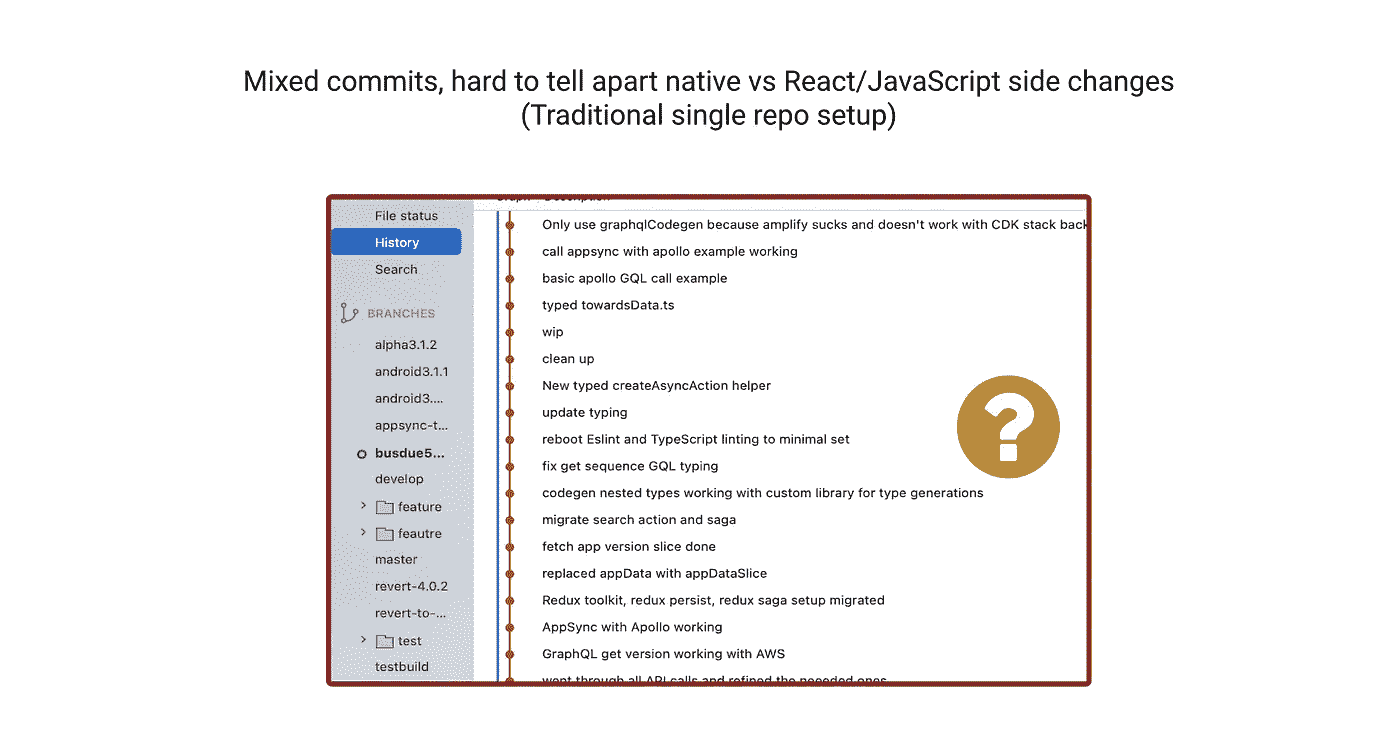 Mixed commits, hard to tell apart native vs React/JavaScript side changes
(Traditional single repo setup)
File status
History
Search
BRANCHES
alpha3.1.2
android3.1.1
android3....
appsync-t...
busdue5...
develop
feature
feautre
master
revert-4.0.2
revert-to-...
test
testbuild
Graph Description
Only use graphqlCodegen because amplify sucks and doesn't work with CDK stack back
call appsync with apollo example working
basic apollo GQL call example
typed towardsData.ts
wip
clean up
New typed createAsyncAction helper
update typing
reboot Eslint and TypeScript linting to minimal set
fix get sequence GQL typing
codegen nested types working with custom library for type generations
migrate search action and saga
fetch app version slice done
replaced appData with appDataSlice
Redux toolkit, redux persist, redux saga setup migrated
AppSync with Apollo working
GraphQL get version working with AWS
went through all API calls and refined the neeeded ones
?